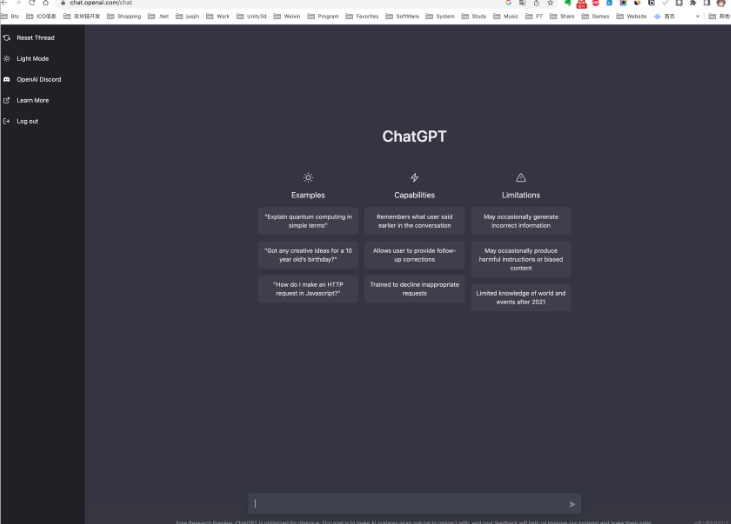 chat.openai.com/chat
Btc ICO信息 区块链开发 Shopping .Net juejin Work Unity3d Weixin Program Favorites SoftWare System Study Music PT Share Games Website 首页
Reset Thread
Light Mode
OpenAI Discord
Learn More
Log out
ChatGPT
Examples
Capabilities
Limitations
"Explain quantum computing in
simple terms"
Remembers what user said
earlier in the conversation
May occasionally generate
incorrect information
"Got any creative ideas for a 10
year old's birthday?"
Allows user to provide follow-
up corrections
May occasionally produce
harmful instructions or biased
content
"How do I make an HTTP
request in Javascript?"
Trained to decline inappropriate
requests
Limited knowledge of world and
events after 2021
Free Research Preview: ChatGPT is optimized for dialogue. Our goal is to make AI systems more natural to interact with, and your feedback will help us improve our systems and make them safer.